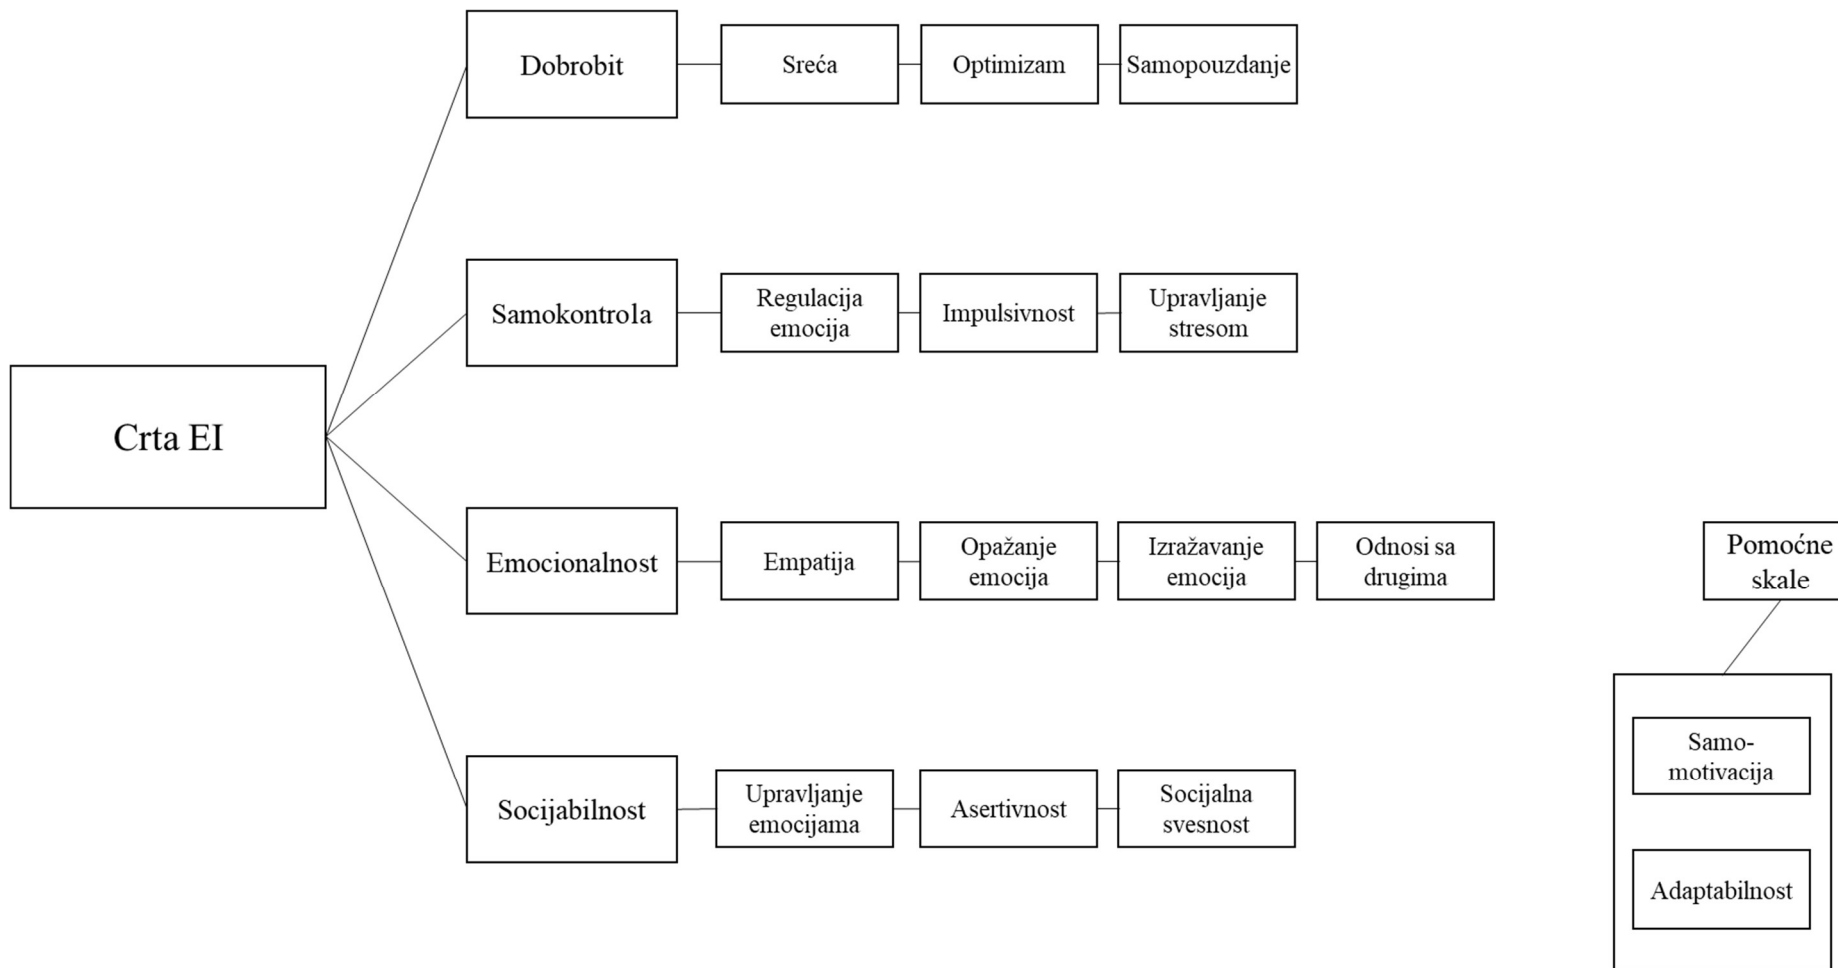 Dobrobit
Sreća
Optimizam
Samopouzdanje
Samokontrola
Regulacija
emocija
Impulsivnost
Upravljanje
stresom
Crta EI
Emocionalnost
Empatija
Opažanje
emocija
Izražavanje
emocija
Odnosi sa
drugima
Pomoćne
skale
Socijabilnost
Upravljanje
emocijama
Asertivnost
Socijalna
svesnost
Samo-
motivacija
Adaptabilnost